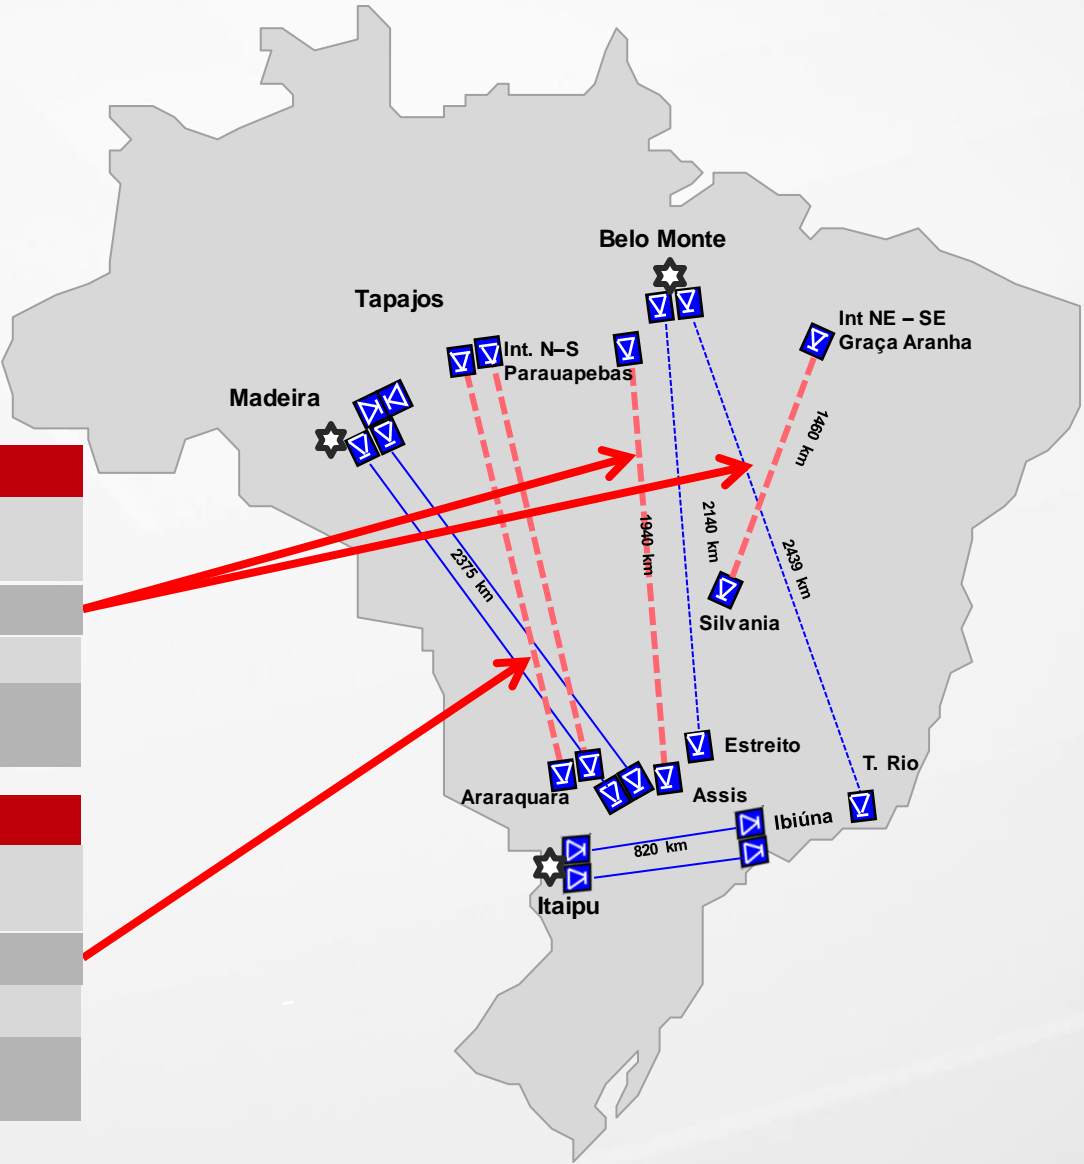 Belo Monte
Tapajos
Int NE – SE
Graça Aranha
Int. N–S
Parauapebas
Madeira
1460 km
1940 km
2140 km
2439 km
2375 km
Silvania
Estreito
T. Rio
Araraquara
Assis
Ibiúna
820 km
Itaipu